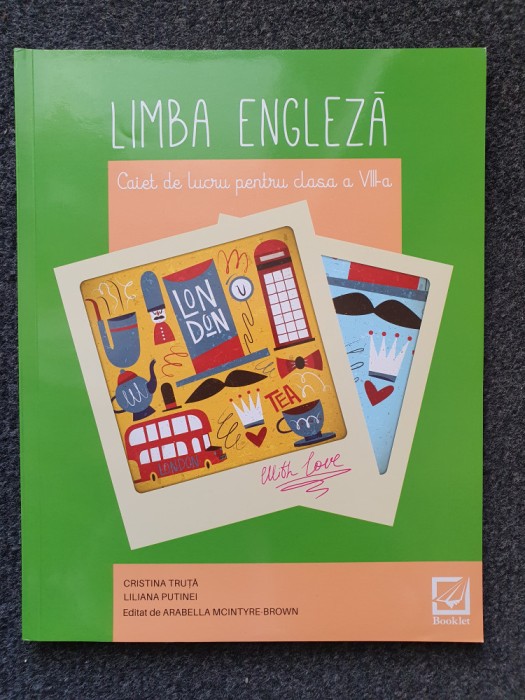 LIMBA ENGLEZĂ
Caiet de lucru pentru clasa a VIII-a
LON
DON
TEA
LONDON
With Love
CRISTINA TRUȚĂ
LILIANA PUTINEI
Editat de ARABELLA MCINTYRE-BROWN
Booklet